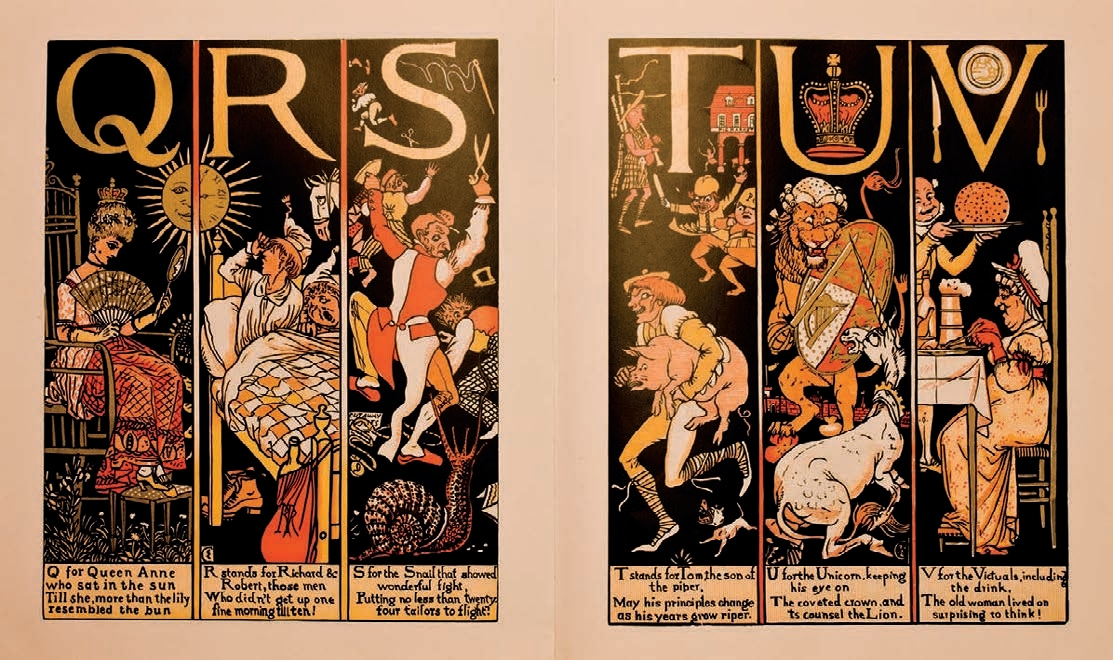 Q
R
S
T
U
V
PIG MARKET
Q for Queen Anne
who sat in the sun
Till she, more than the lily
resembled the bun
R stands for Richard &
Robert, those men
Who didn't get up one
fine morning till ten!
S for the Snail that showed
wonderful fight,
Putting no less than twenty-
four tailors to flight!
T stands for Tom, the son of
the piper,
May his principles change
as his years grow riper.
U for the Unicorn, keeping
his eye on
The coveted crown, and
its counsel the Lion.
V for the Victuals, including
the drink,
The old woman lived on
surprising to think!